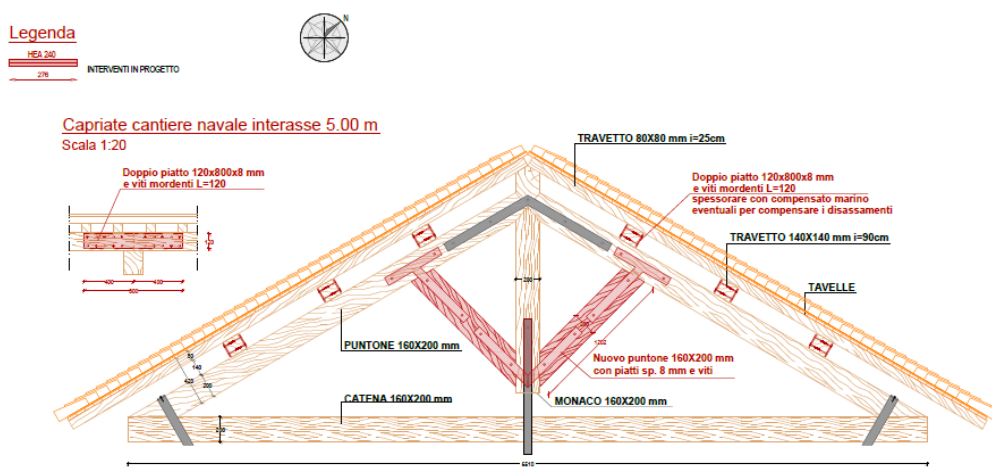 N
Legenda
HEA 240
276
INTERVENTI IN PROGETTO
Capriate cantiere navale interasse 5.00 m
Scala 1:20
Doppio piatto 120x800x8 mm
e viti mordenti L=120
TRAVETTO 80X80 mm i=25cm
Doppio piatto 120x800x8 mm
e viti mordenti L=120
spessorare con compensato marino
eventuali per compensare i disassamenti
TRAVETTO 140X140 mm i=90cm
TAVELLE
PUNTONE 160X200 mm
Nuovo puntone 160X200 mm
con piatti sp. 8 mm e viti
140
200
CATENA 160X200 mm
MONACO 160X200 mm